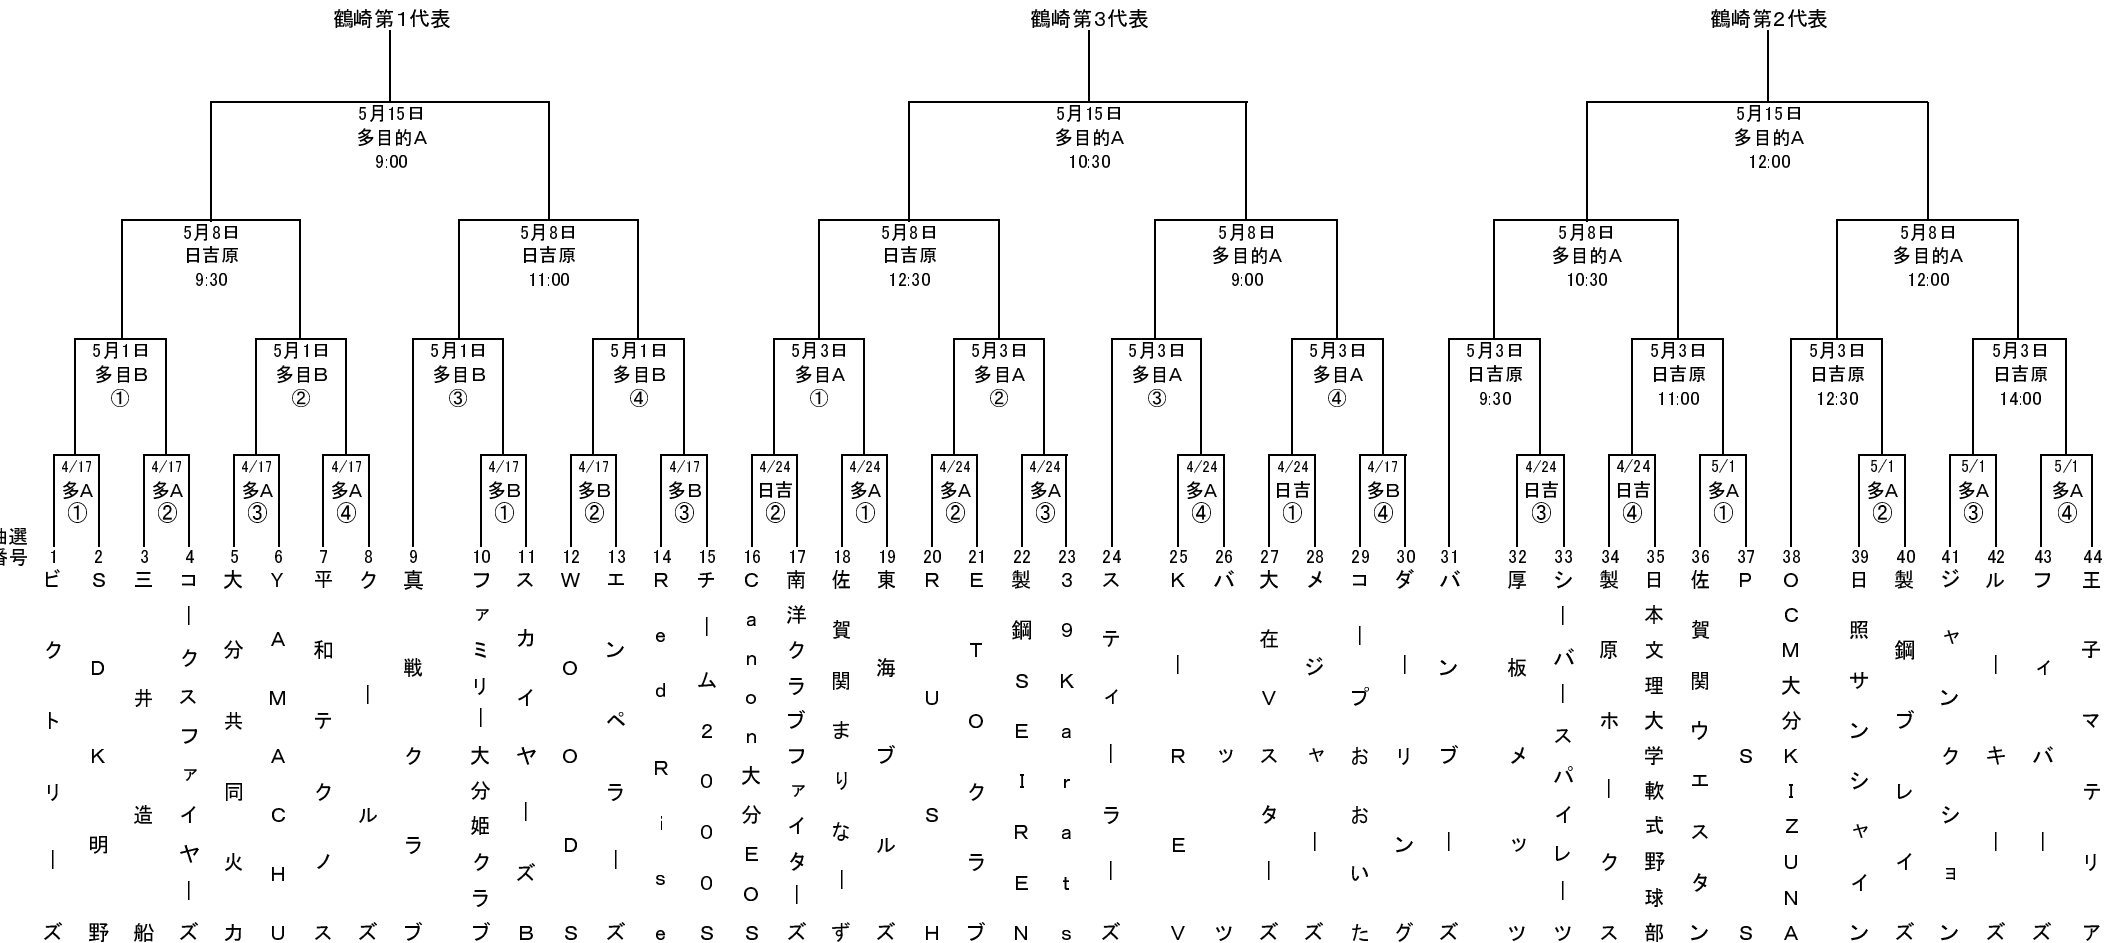 鶴崎第１代表
鶴崎第３代表
鶴崎第２代表
5月15日
多目的A
9:00
5月15日
多目的A
10:30
5月15日
多目的A
12:00
5月8日
日吉原
9:30
5月8日
日吉原
11:00
5月8日
日吉原
12:30
5月8日
多目的A
9:00
5月8日
多目的A
10:30
5月8日
多目的A
12:00
5月1日
多目B
①
5月1日
多目B
②
5月1日
多目B
③
5月1日
多目B
④
5月3日
多目A
①
5月3日
多目A
②
5月3日
多目A
③
5月3日
多目A
④
5月3日
日吉原
9:30
5月3日
日吉原
11:00
5月3日
日吉原
12:30
5月3日
日吉原
14:00
4/17
多A
①
4/17
多A
②
4/17
多A
③
4/17
多A
④
4/17
多B
①
4/17
多B
②
4/17
多B
③
4/24
日吉
②
4/24
多A
①
4/24
多A
②
4/24
多A
③
4/24
多A
④
4/24
日吉
①
4/17
多B
④
4/24
日吉
③
4/24
日吉
④
5/1
多A
①
5/1
多A
②
5/1
多A
③
5/1
多A
④
抽選
番号
1 ビクトリーズ
2 SDK明野
3 三井造船
4 コークスファイヤーズ
5 大分共同火力
6 YAMACHU
7 平和テクノス
8 クールズ
9 真戦クラブ
10 ファミリー大分姫クラブ
11 スカイヤーズB
12 WOODS
13 エンペラーズ
14 Red Rise
15 チーム2000S
16 Canon大分EOS
17 南洋クラブファイターズ
18 佐賀関まりなーず
19 東海ブルズ
20 RUSH
21 ETOクラブ
22 製鋼SEIREN
23 39Karats
24 スティーラーズ
25 K－REV
26 バッツ
27 大在Vスターズ
28 メジャーズ
29 コープおおいた
30 ダーリング
31 バンブーズ
32 厚板メッツ
33 シーバースパイレーツ
34 製原ホークス
35 日本文理大学軟式野球部
36 佐賀関ウエスタン
37 PSS
38 OCM大分KIZUNA
39 日照サンシャイン
40 製鋼ブレイズ
41 ジャンクション
42 ルーキーズ
43 フィバーズ
44 王子マテリア